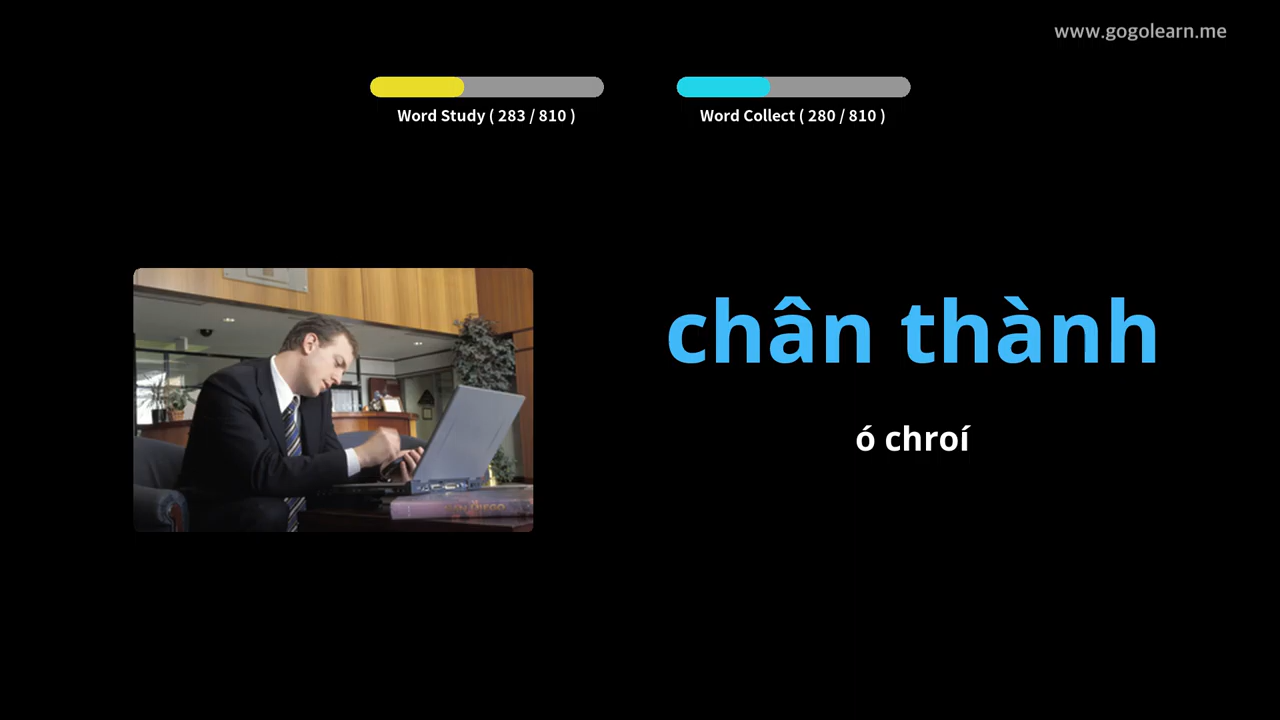 www.gogolearn.me
Word Study ( 283 / 810 )
Word Collect ( 280 / 810 )
chân thành
ó chroí